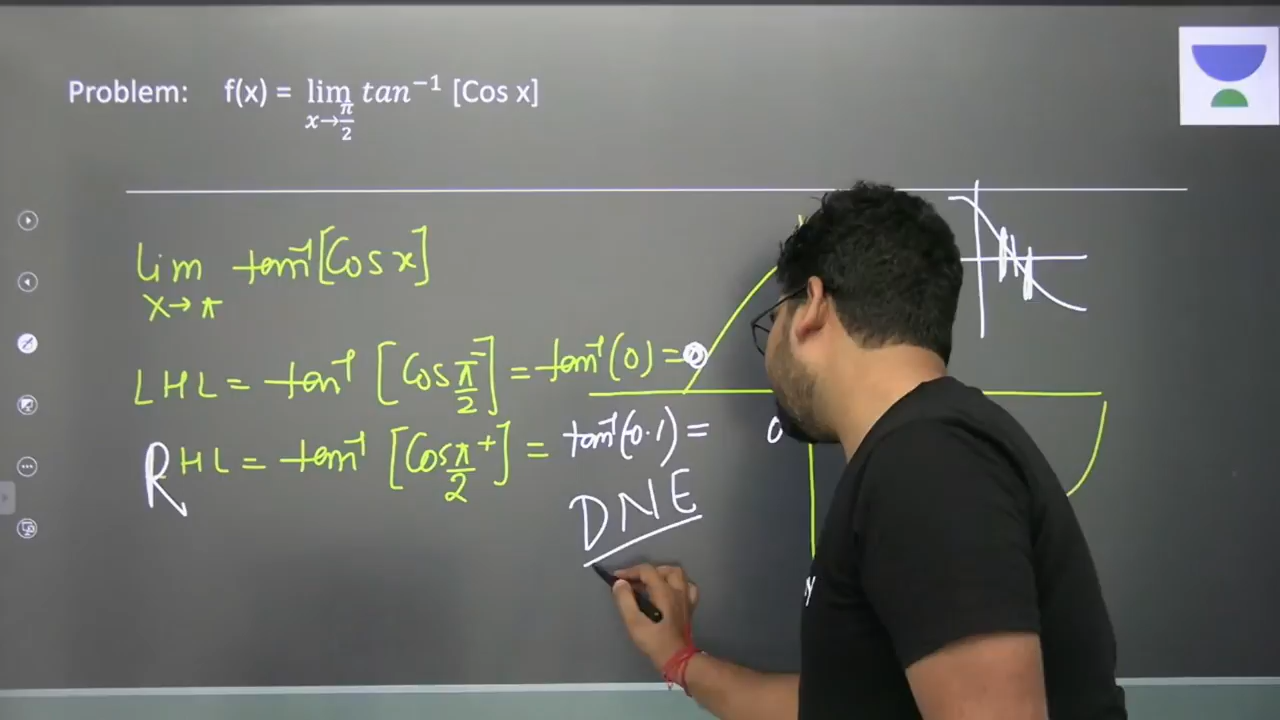 Problem: f(x) = lim tan⁻¹ [Cos x]
x→π/2
lim tan⁻¹[Cos x]
x→π
LHL = tan⁻¹ [Cos π/2⁻] = tan⁻¹(0) = 0
RHL = tan⁻¹ [Cos π/2⁺] = tan⁻¹(0.1) =
0
DNE